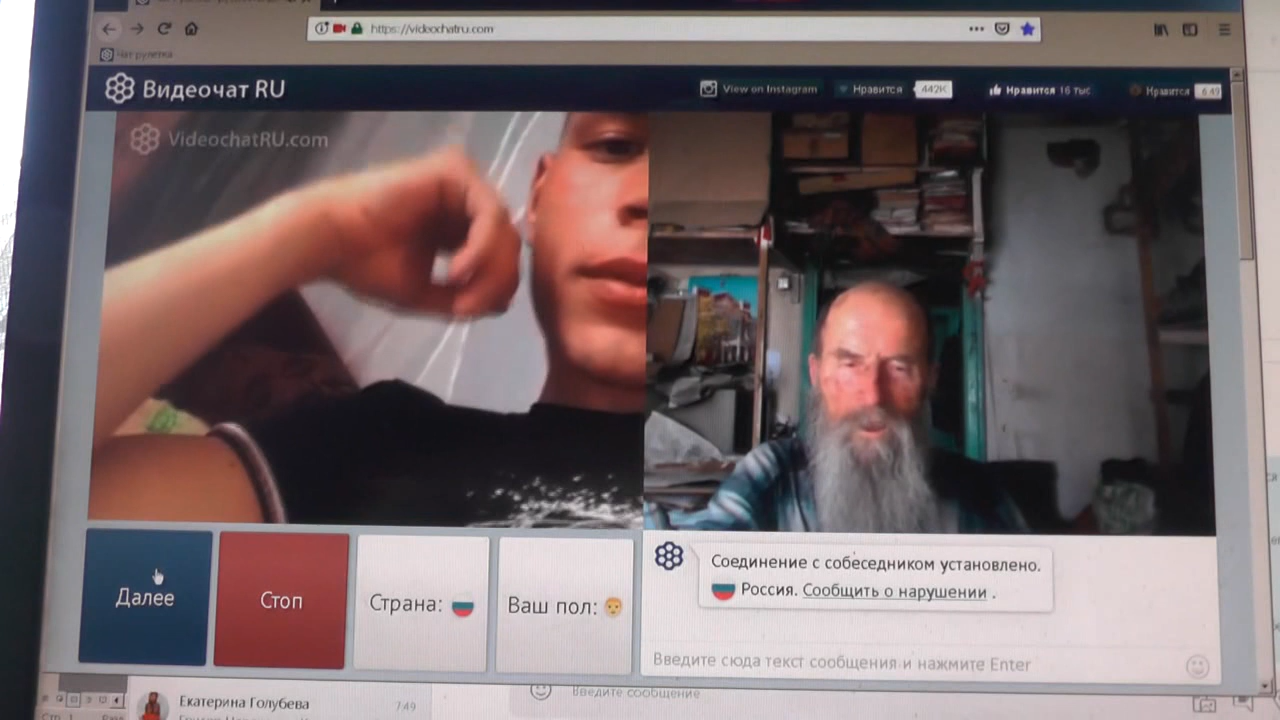 https://videochatru.com
Чат рулетка
Видеочат RU
View on Instagram
Нравится
442K
Нравится 16 тыс
Нравится
VideochatRU.com
Далее
Стоп
Страна:
Ваш пол:
Соединение с собеседником установлено.
Россия. Сообщить о нарушении .
Введите сюда текст сообщения и нажмите Enter
Екатерина Голубева
7:49
Введите сообщение